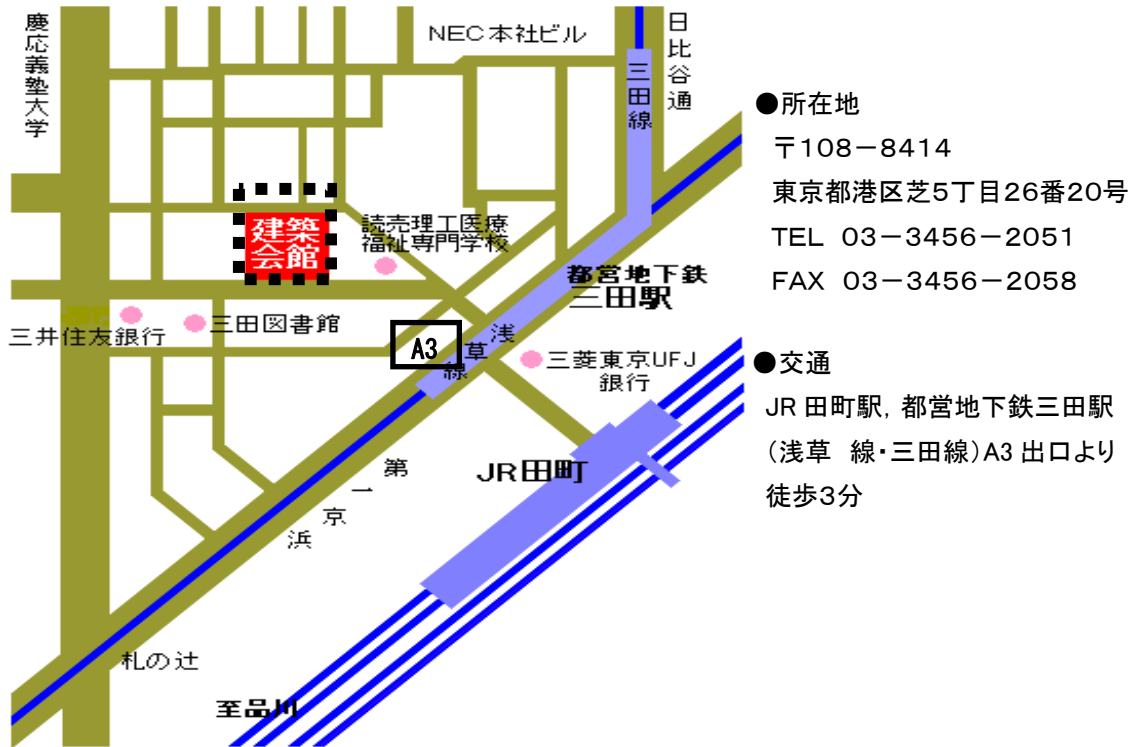 慶応義塾大学
NEC本社ビル
日比谷通
三田線
建築
会館
読売理工医療
福祉専門学校
都営地下鉄
三田駅
三井住友銀行
三田図書館
A3
浅草線
三菱東京UFJ
銀行
JR田町
第一京浜
札の辻
至品川
●所在地
〒108-8414
東京都港区芝5丁目26番20号
TEL 03-3456-2051
FAX 03-3456-2058
●交通
JR 田町駅, 都営地下鉄三田駅
(浅草 線・三田線)A3 出口より
徒歩3分